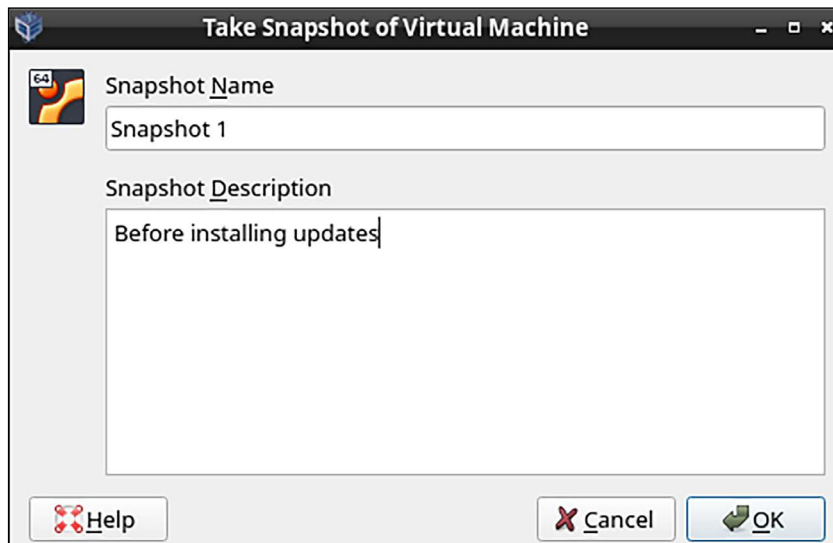 Take Snapshot of Virtual Machine
64
Snapshot Name
Snapshot 1
Snapshot Description
Before installing updates
Help
Cancel
OK